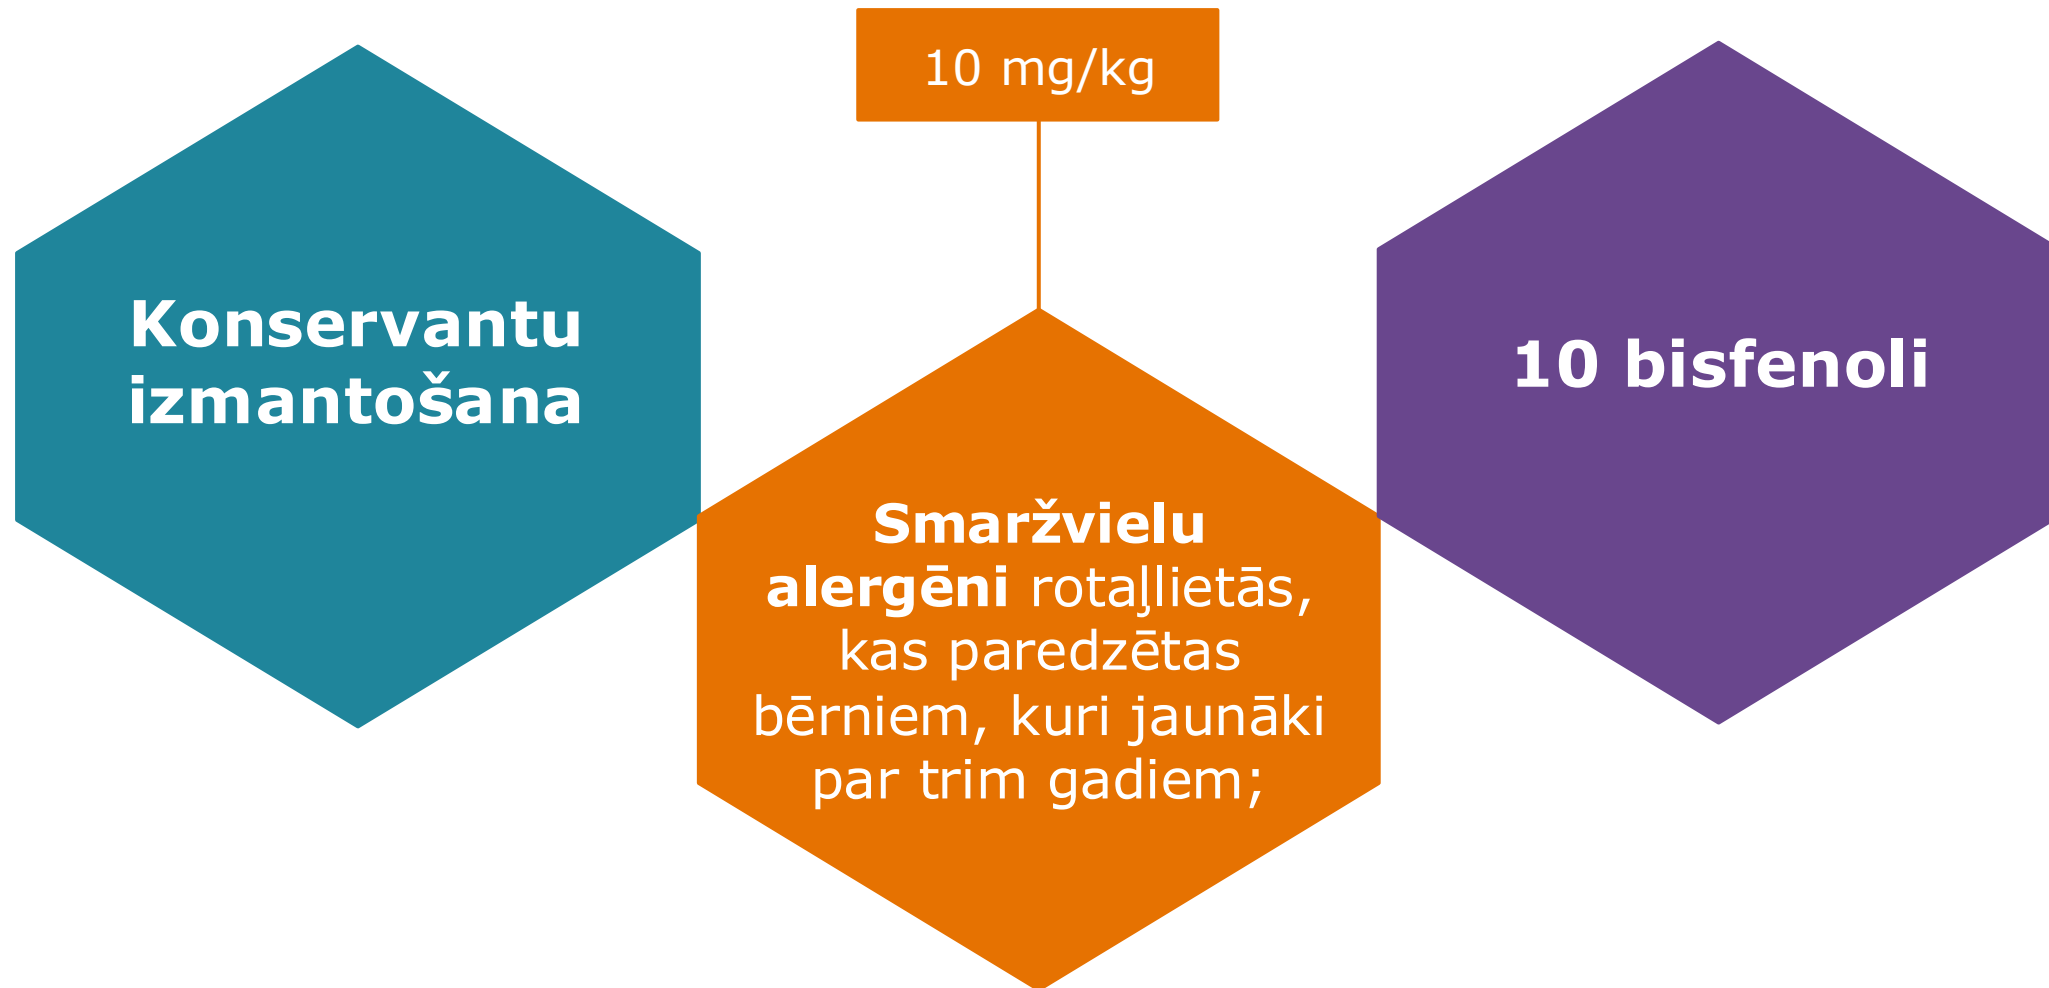 10 mg/kg
Konservantu
izmantošana
Smaržvielu
alergēni rotaļlietās,
kas paredzētas
bērniem, kuri jaunāki
par trim gadiem;
10 bisfenoli